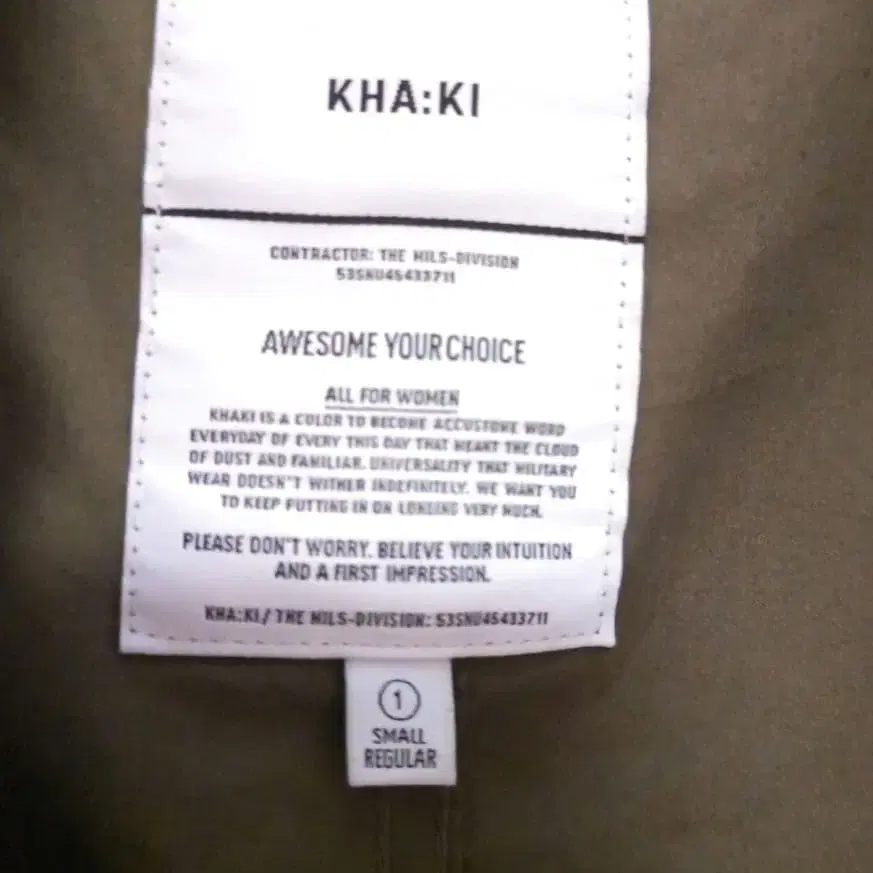 KHA:KI
CONTRACTOR: THE MILS-DIVISION
53SNU45433711
AWESOME YOUR CHOICE
ALL FOR WOMEN
KHAKI IS A COLOR TO BECOME ACCUSTOME WORD
EVERYDAY OF EVERY THIS DAY THAT MEANT THE CLOUD
OF DUST AND FAMILIAR. UNIVERSALITY THAT MILITARY
WEAR DOESN'T WITHER INDEFINITELY. WE WANT YOU
TO KEEP PUTTING IN ON LONGING VERY MUCH.
PLEASE DON'T WORRY. BELIEVE YOUR INTUITION
AND A FIRST IMPRESSION.
KHA:KI / THE MILS-DIVISION: 53SNU45433711
1
SMALL
REGULAR